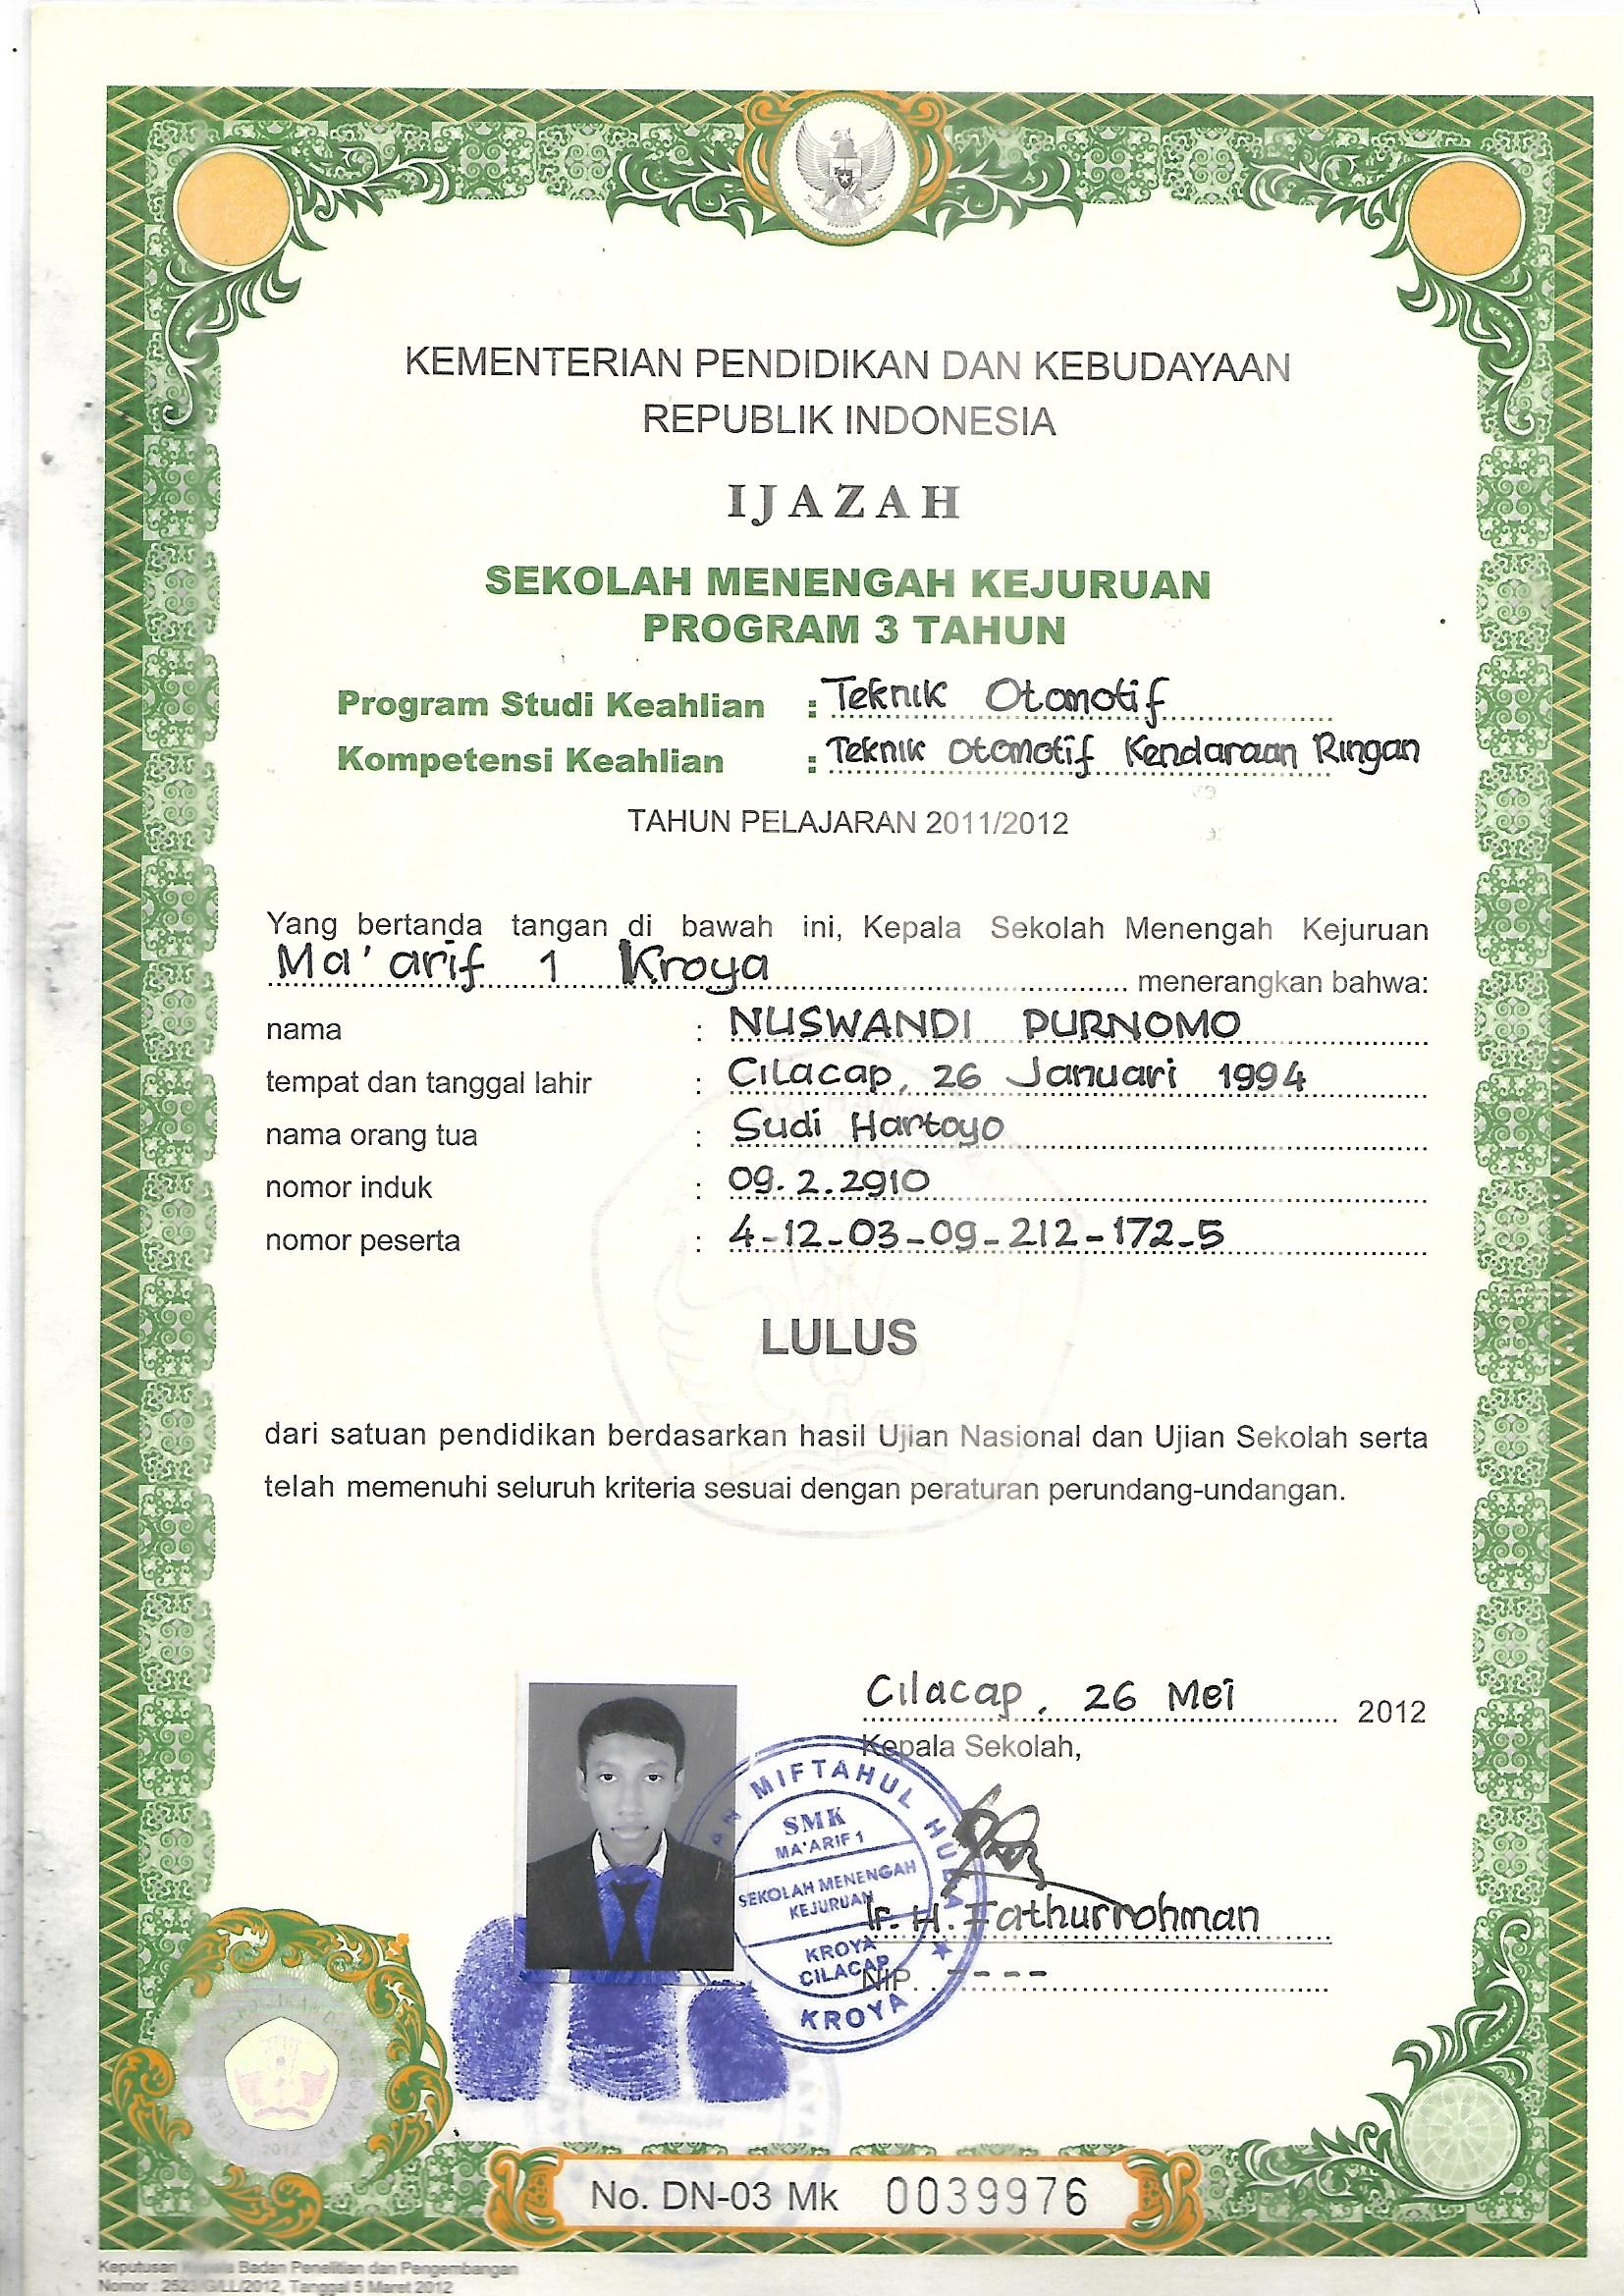 KEMENTERIAN PENDIDIKAN DAN KEBUDAYAAN
REPUBLIK INDONESIA
IJAZAH
SEKOLAH MENENGAH KEJURUAN
PROGRAM 3 TAHUN
Program Studi Keahlian : Teknik Otomotif
Kompetensi Keahlian : Teknik Otomotif Kendaraan Ringan
TAHUN PELAJARAN 2011/2012
Yang bertanda tangan di bawah ini, Kepala Sekolah Menengah Kejuruan
Ma'arif 1 Kroya menerangkan bahwa:
nama : NUSWANDI PURNOMO
tempat dan tanggal lahir : Cilacap, 26 Januari 1994
nama orang tua : Sudi Hartoyo
nomor induk : 09.2.2910
nomor peserta : 4-12-03-09-212-172-5
LULUS
dari satuan pendidikan berdasarkan hasil Ujian Nasional dan Ujian Sekolah serta
telah memenuhi seluruh kriteria sesuai dengan peraturan perundang-undangan.
Cilacap, 26 Mei 2012
Kepala Sekolah,
MIFTAHUL HUDA
SMK
MA'ARIF 1
SEKOLAH MENENGAH
KEJURUAN
KROYA
CILACAP
KROYA
Ir. H. Fathurrohman
NIP. ----
2012
No. DN-03 Mk 0039976
Keputusan Kepala Badan Penelitian dan Pengembangan
Nomor : /G/LL/2012, Tanggal 5 Maret 2012